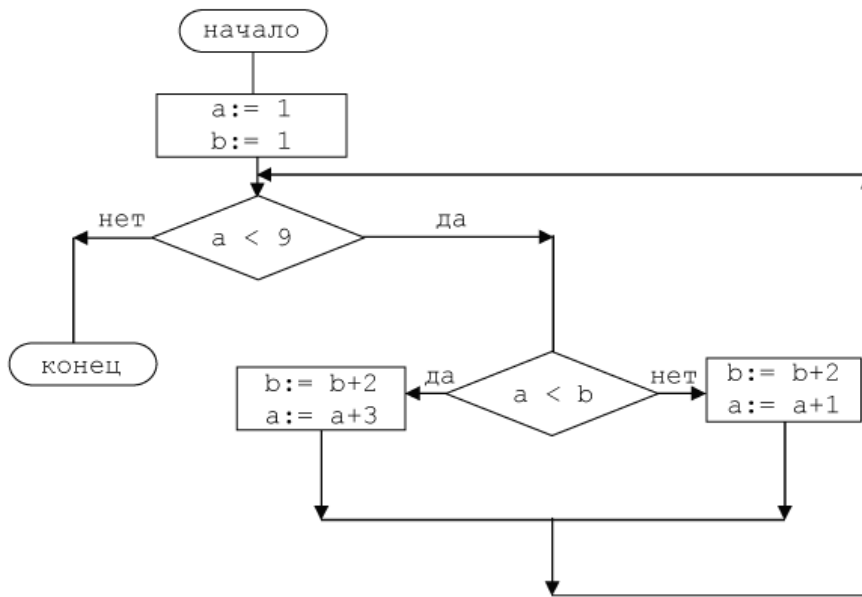 начало
a:= 1
b:= 1
нет
a < 9
да
конец
b:= b+2
a:= a+3
да
a < b
нет
b:= b+2
a:= a+1